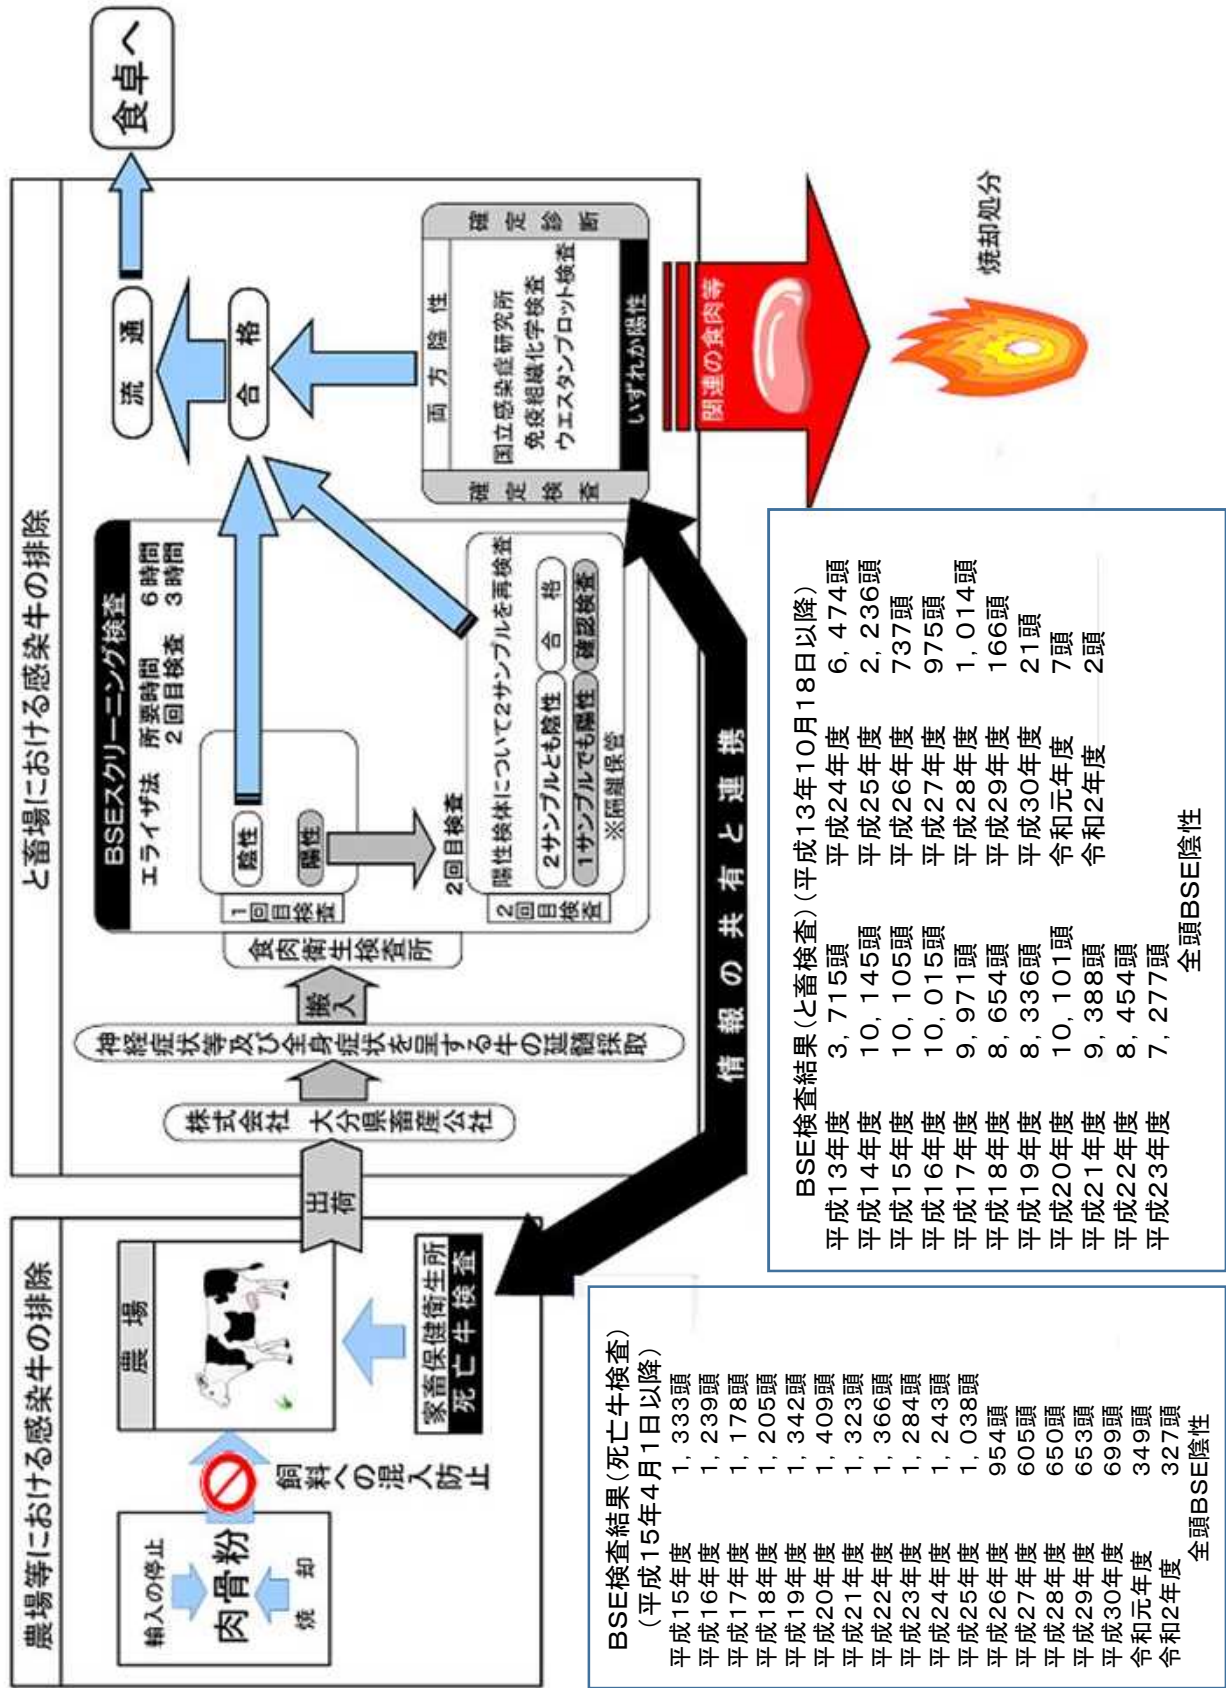 農場等における感染牛の排除
輸入の停止
肉骨粉
焼却
飼料への混入防止
農場
家畜保健衛生所
死亡牛検査
出荷
と畜場における感染牛の排除
株式会社 大分県畜産公社
神経症状等及び全身症状を呈する牛の延髄採取
搬入
食肉衛生検査所
BSEスクリーニング検査
エライザ法 所要時間 6時間
2回目検査 3時間
1回目検査
陰性
陽性
2回目検査
2回目検査
陽性検体について2サンプルを再検査
2サンプルとも陰性 合格
1サンプルでも陽性 確認検査
※隔離保管
確定検査
両方陰性
国立感染症研究所
免疫組織化学検査
ウエスタンブロット検査
いずれか陽性
確定診断
合格
流通
食卓へ
関連の食肉等
焼却処分
情報の共有と連携
BSE検査結果(死亡牛検査)
(平成15年4月1日以降)
平成15年度 1,333頭
平成16年度 1,239頭
平成17年度 1,178頭
平成18年度 1,205頭
平成19年度 1,342頭
平成20年度 1,409頭
平成21年度 1,323頭
平成22年度 1,366頭
平成23年度 1,284頭
平成24年度 1,243頭
平成25年度 1,038頭
平成26年度 954頭
平成27年度 605頭
平成28年度 650頭
平成29年度 653頭
平成30年度 699頭
令和元年度 349頭
令和2年度 327頭
全頭BSE陰性
BSE検査結果(と畜検査)(平成13年10月18日以降)
平成13年度 3,715頭 平成24年度 6,474頭
平成14年度 10,145頭 平成25年度 2,236頭
平成15年度 10,105頭 平成26年度 737頭
平成16年度 10,015頭 平成27年度 975頭
平成17年度 9,971頭 平成28年度 1,014頭
平成18年度 8,654頭 平成29年度 166頭
平成19年度 8,336頭 平成30年度 21頭
平成20年度 10,101頭 令和元年度 7頭
平成21年度 9,388頭 令和2年度 2頭
平成22年度 8,454頭
平成23年度 7,277頭
全頭BSE陰性